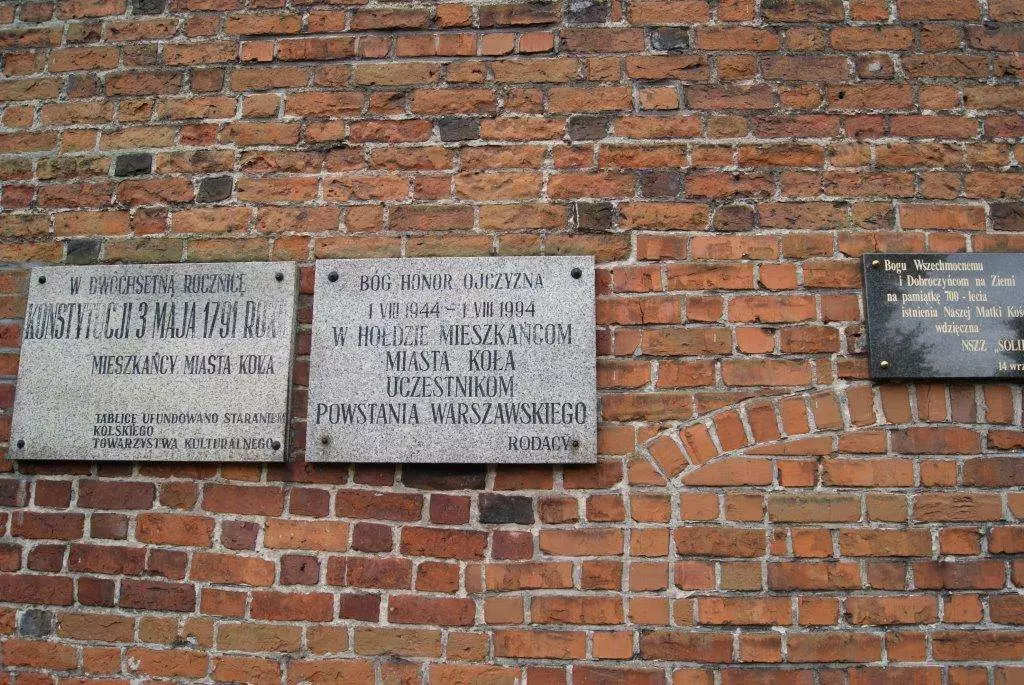 W DWÓCHSETNĄ ROCZNICĘ
KONSTYTUCJI 3 MAJA 1791 ROKU
MIESZKAŃCY MIASTA KOŁA
TABLICĘ UFUNDOWANO STARANIEM
KOLSKIEGO
TOWARZYSTWA KULTURALNEGO
BÓG HONOR OJCZYZNA
1 VIII 1944 - 1 VIII 1994
W HOŁDZIE MIESZKAŃCOM
MIASTA KOŁA
UCZESTNIKOM
POWSTANIA WARSZAWSKIEGO
RODACY
Bogu Wszechmocnemu
i Dobroczyńcom na Ziemi
na pamiątkę 700 - lecia
istnienia Naszej Matki
wdzięczna
NSZZ
14